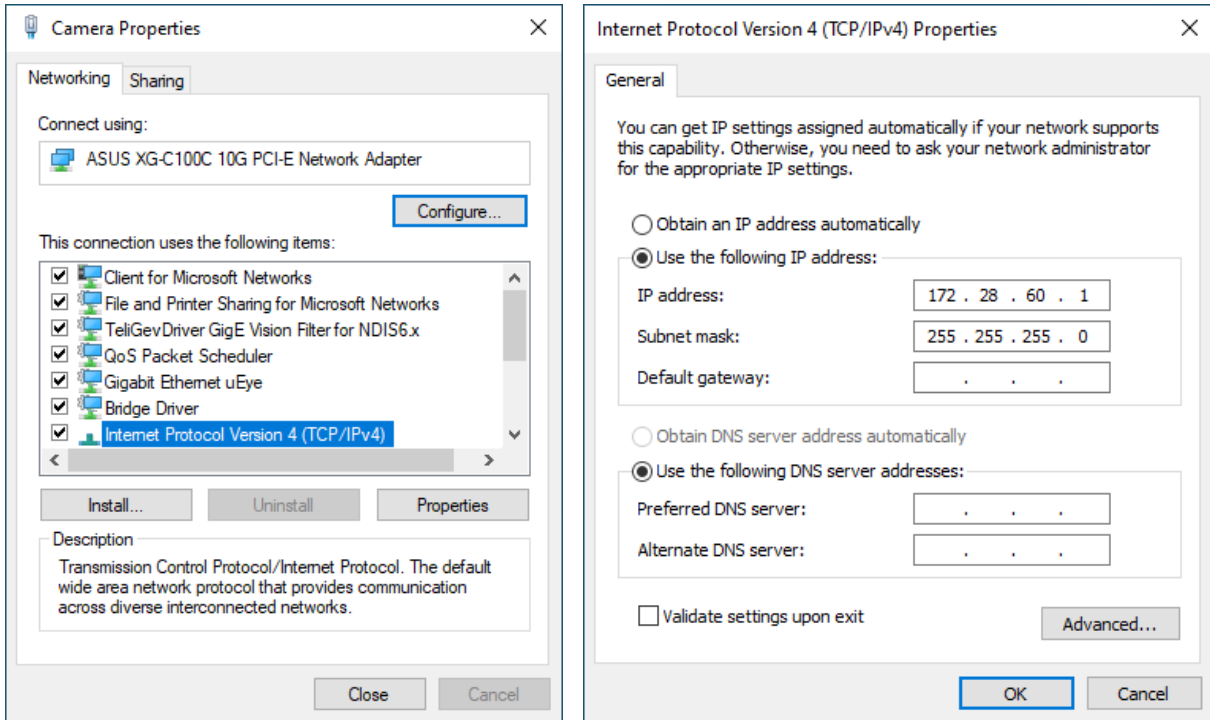 Camera Properties
Networking
Sharing
Connect using:
ASUS XG-C100C 10G PCI-E Network Adapter
Configure...
This connection uses the following items:
Client for Microsoft Networks
File and Printer Sharing for Microsoft Networks
TeliGevDriver GigE Vision Filter for NDIS6.x
QoS Packet Scheduler
Gigabit Ethernet uEye
Bridge Driver
Internet Protocol Version 4 (TCP/IPv4)
Install...
Uninstall
Properties
Description
Transmission Control Protocol/Internet Protocol. The default
wide area network protocol that provides communication
across diverse interconnected networks.
Close
Cancel
Internet Protocol Version 4 (TCP/IPv4) Properties
General
You can get IP settings assigned automatically if your network supports
this capability. Otherwise, you need to ask your network administrator
for the appropriate IP settings.
Obtain an IP address automatically
Use the following IP address:
IP address: 172 . 28 . 60 . 1
Subnet mask: 255 . 255 . 255 . 0
Default gateway: . . .
Obtain DNS server address automatically
Use the following DNS server addresses:
Preferred DNS server: . . .
Alternate DNS server: . . .
Validate settings upon exit
Advanced...
OK
Cancel